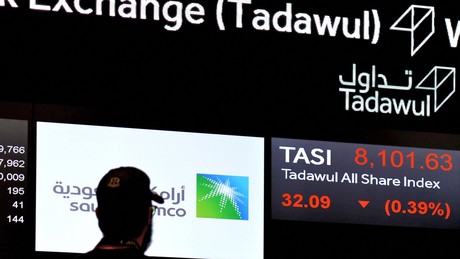 k Exchange (Tadawul) W
تـداول
Tadawul
9,766
7,962
195
41
144
TASI 8,101.63
Tadawul All Share Index
32.09 ▼ (0.39%)